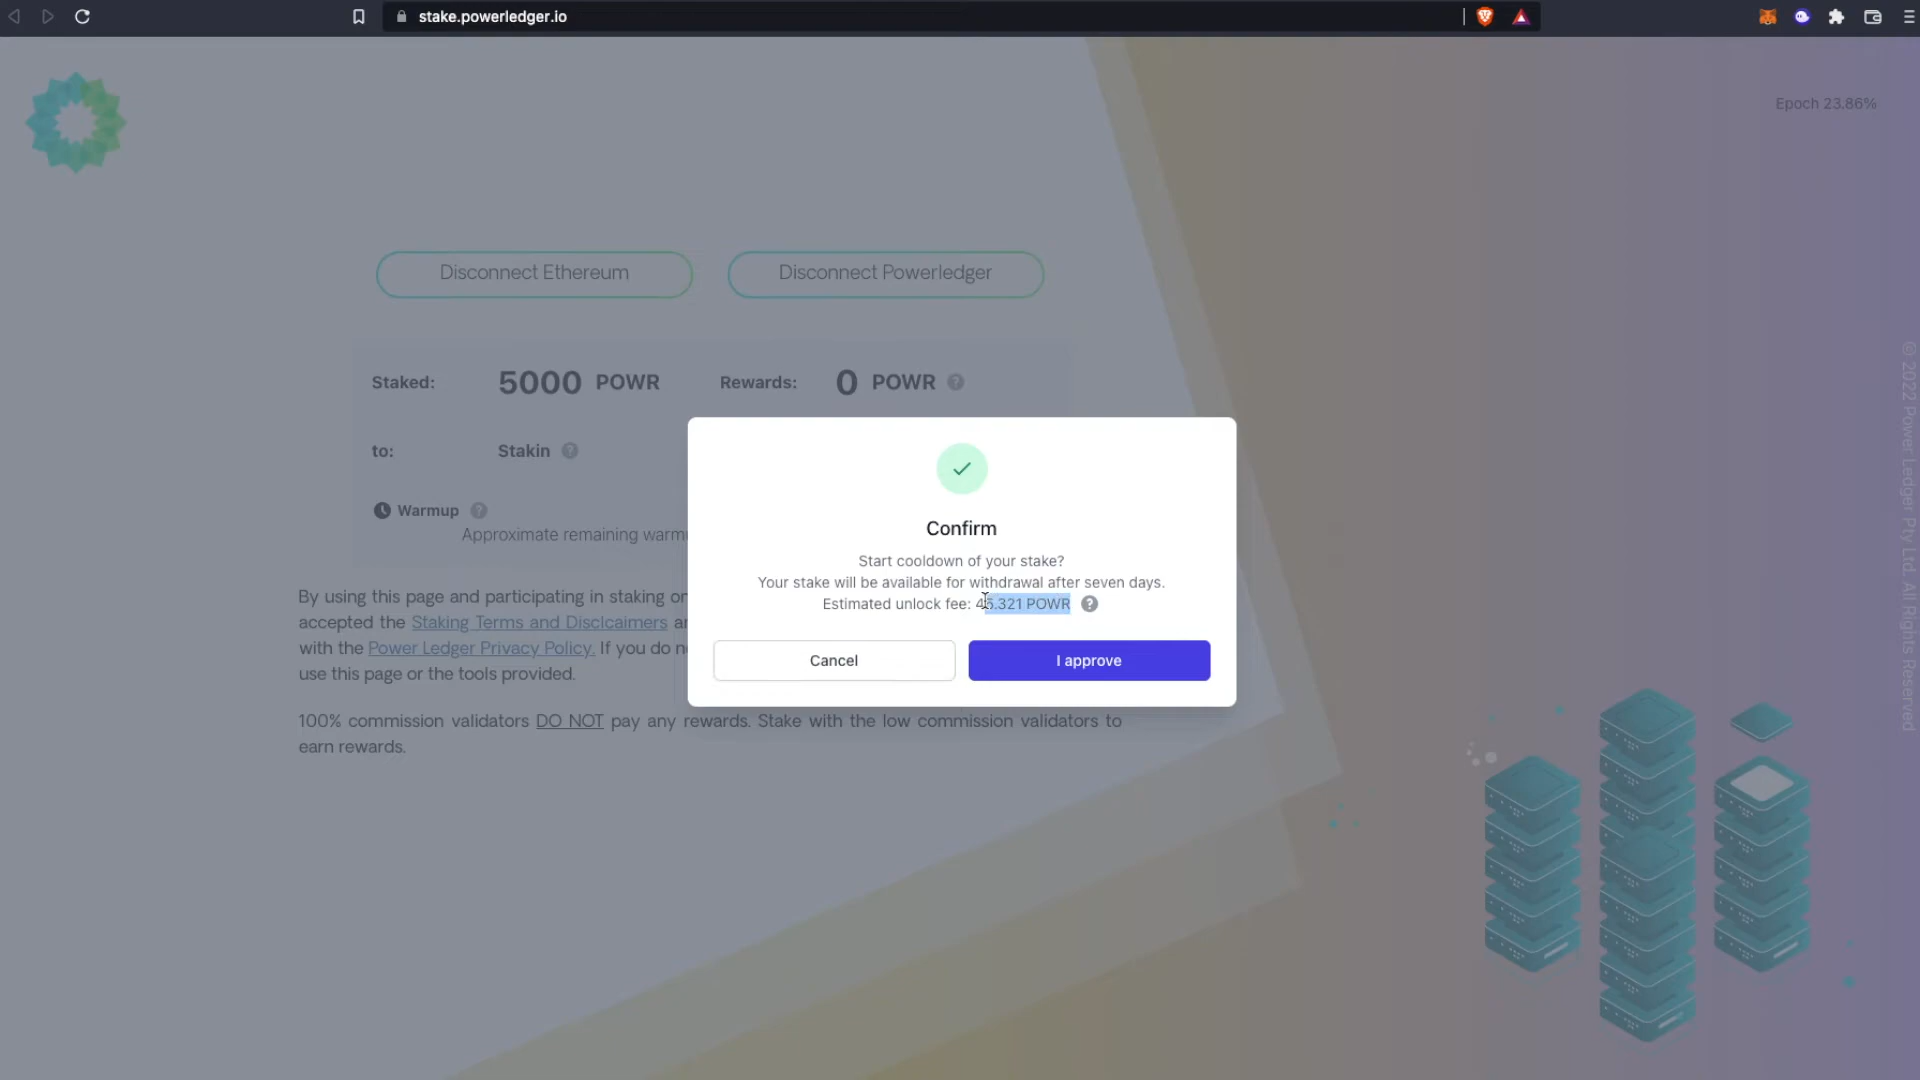 stake.powerledger.io
Epoch 23.86%
Disconnect Ethereum
Disconnect Powerledger
Staked: 5000 POWR Rewards: 0 POWR ?
to: Stakin ?
Warmup ?
Approximate remaining warm
By using this page and participating in staking on
accepted the Staking Terms and Disclcaimers
with the Power Ledger Privacy Policy. If you do
use this page or the tools provided.
100% commission validators DO NOT pay any rewards. Stake with the low commission validators to
earn rewards.
Confirm
Start cooldown of your stake?
Your stake will be available for withdrawal after seven days.
Estimated unlock fee: 45.321 POWR ?
Cancel
I approve
© 2022 Power Ledger Pty Ltd. All Rights Reserved